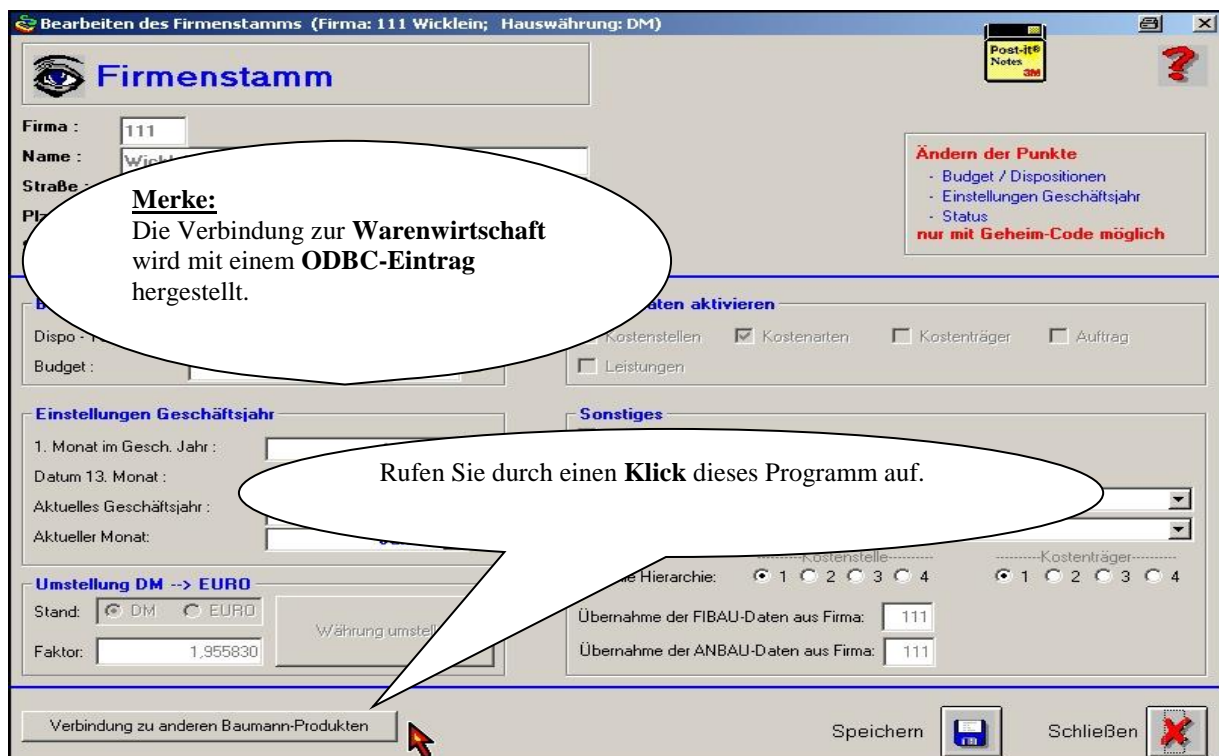 Bearbeiten des Firmenstamms (Firma: 111 Wicklein; Hauswährung: DM)
Post-it®
Notes
3M
?
Firmenstamm
Firma :
111
Name :
Straße :
Ändern der Punkte
- Budget / Dispositionen
- Einstellungen Geschäftsjahr
- Status
nur mit Geheim-Code möglich
Merke:
Die Verbindung zur Warenwirtschaft
wird mit einem ODBC-Eintrag
hergestellt.
aktivieren
Kostenstellen Kostenarten Kostenträger Auftrag
Leistungen
Budget :
Einstellungen Geschäftsjahr
1. Monat im Gesch. Jahr :
Datum 13. Monat :
Aktuelles Geschäftsjahr :
Aktueller Monat:
Sonstiges
Rufen Sie durch einen Klick dieses Programm auf.
Kostenstelle
Kostenträger
Hierarchie: 1 2 3 4 1 2 3 4
Umstellung DM --> EURO
Stand: DM EURO
Faktor: 1,955830
Währung
Übernahme der FIBAU-Daten aus Firma: 111
Übernahme der ANBAU-Daten aus Firma: 111
Verbindung zu anderen Baumann-Produkten
Speichern
Schließen